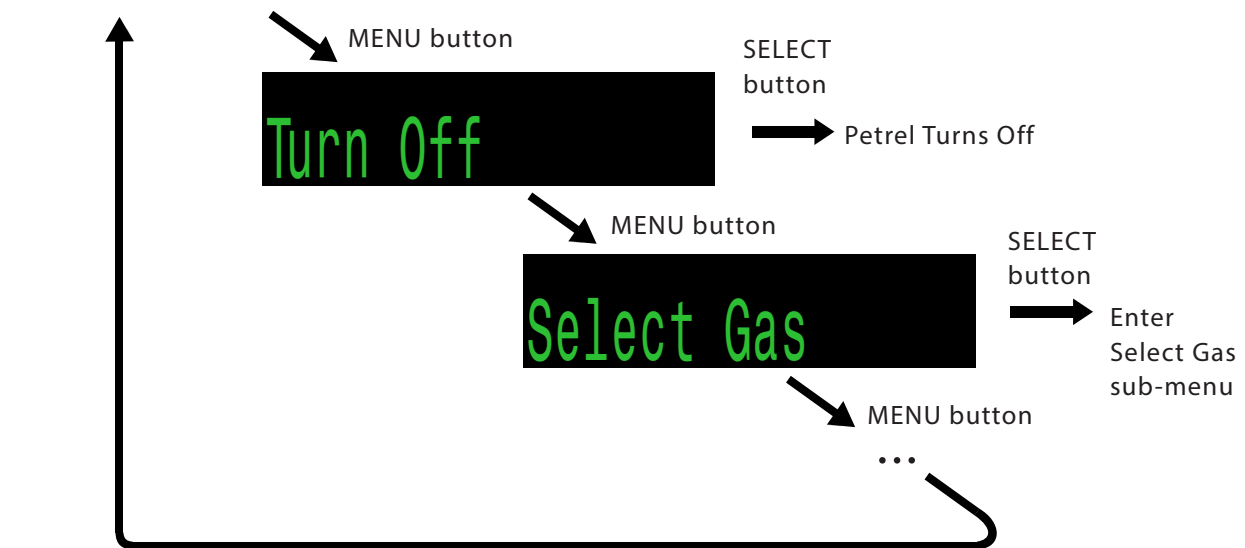 MENU button
SELECT
button
Turn Off
Petrel Turns Off
MENU button
SELECT
button
Select Gas
Enter
Select Gas
sub-menu
MENU button
...